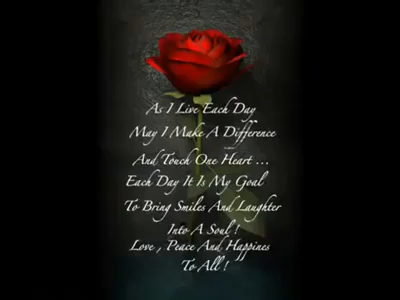 As I Live Each Day
May I Make A Difference
And Touch One Heart ...
Each Day It Is My Goal
To Bring Smiles And Laughter
Into A Soul !
Love , Peace And Happines
To All !